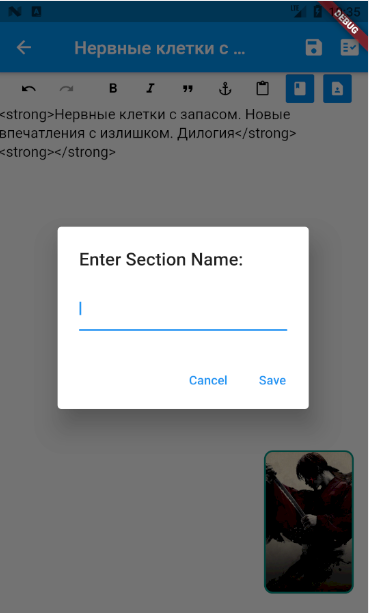 DEBUG
Нервные клетки с ...
B I
<strong>Нервные клетки с запасом. Новые
впечатления с излишком. Дилогия</strong>
<strong></strong>
Enter Section Name:
Cancel Save